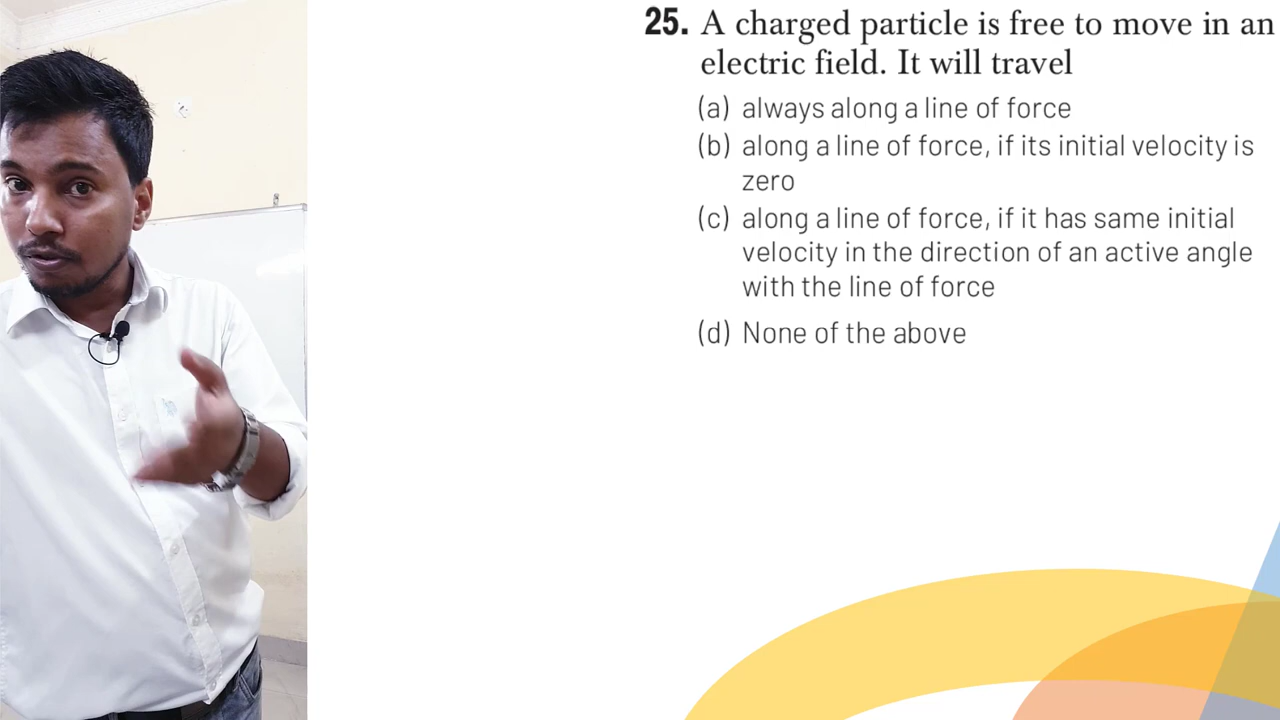 25. A charged particle is free to move in an
electric field. It will travel
(a) always along a line of force
(b) along a line of force, if its initial velocity is
zero
(c) along a line of force, if it has same initial
velocity in the direction of an active angle
with the line of force
(d) None of the above